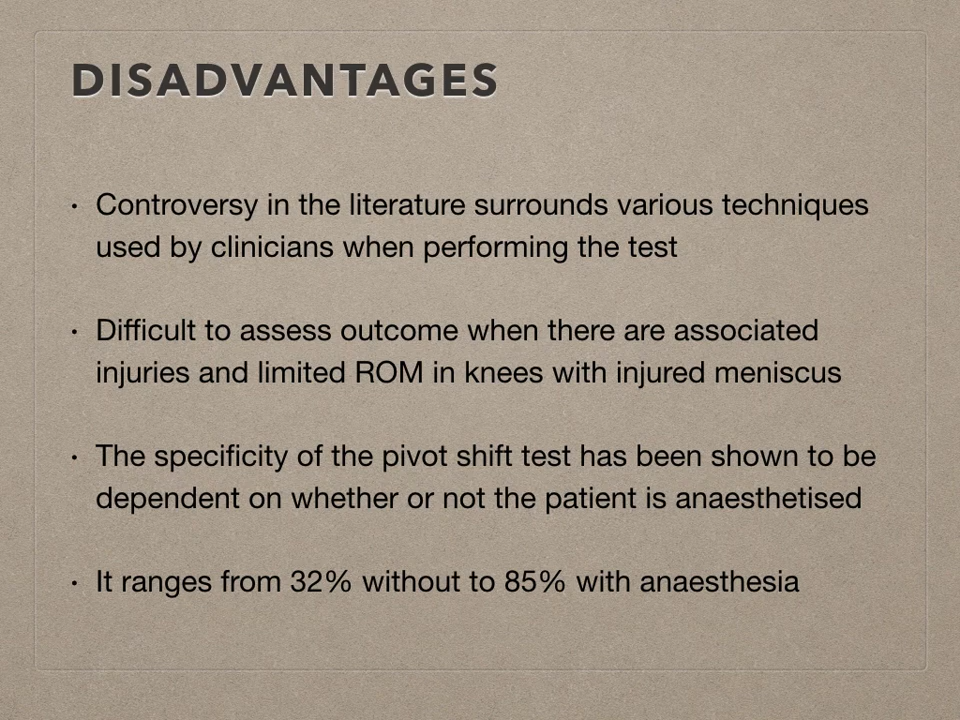 DISADVANTAGES
• Controversy in the literature surrounds various techniques
used by clinicians when performing the test
• Difficult to assess outcome when there are associated
injuries and limited ROM in knees with injured meniscus
• The specificity of the pivot shift test has been shown to be
dependent on whether or not the patient is anaesthetised
• It ranges from 32% without to 85% with anaesthesia